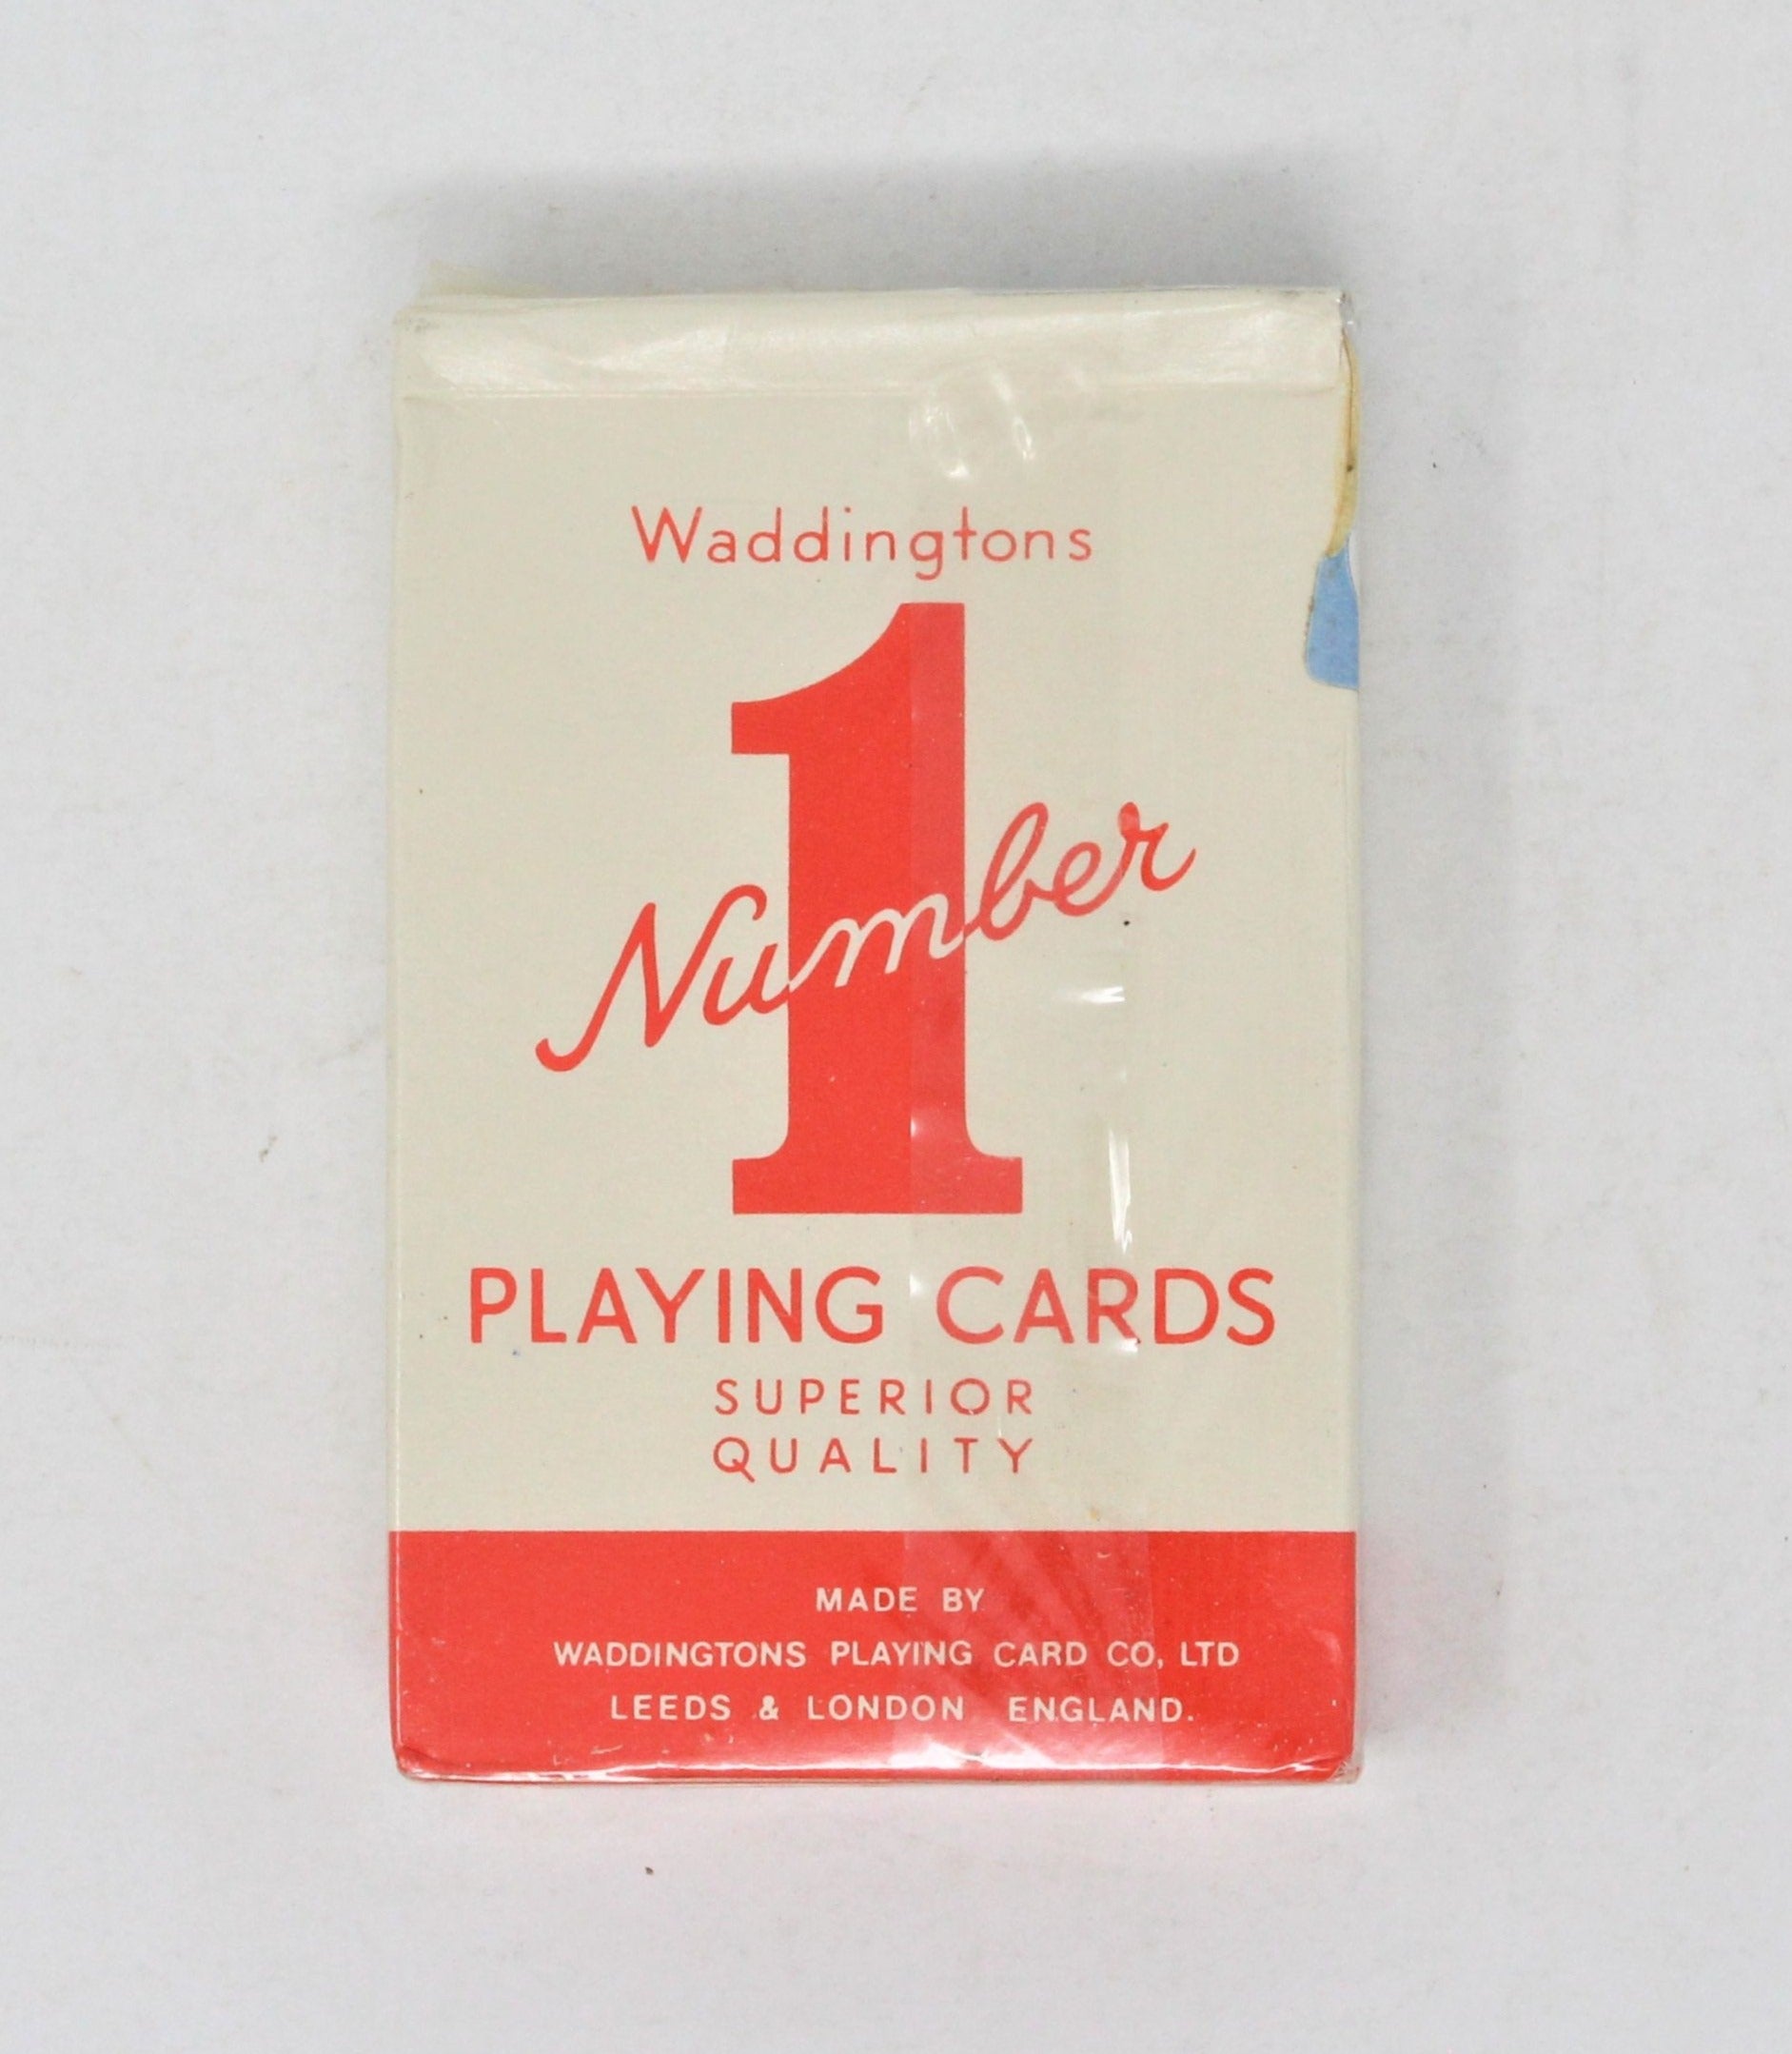 Waddingtons
1
Number
PLAYING CARDS
SUPERIOR
QUALITY
MADE BY
WADDINGTONS PLAYING CARD CO, LTD
LEEDS & LONDON ENGLAND.